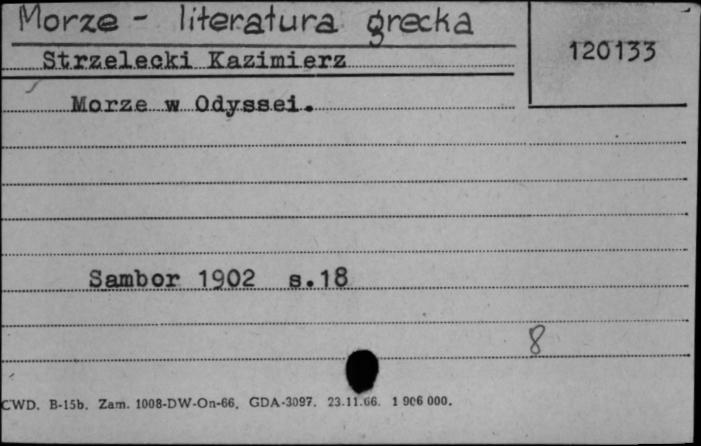 Morze - literatura grecka
120133
Strzelecki Kazimierz
Morze w Odyssei.
Sambor 1902 s.18
8
CWD. B-15b. Zam. 1008-DW-On-66, GDA-3097. 23.11.66. 1 906 000.